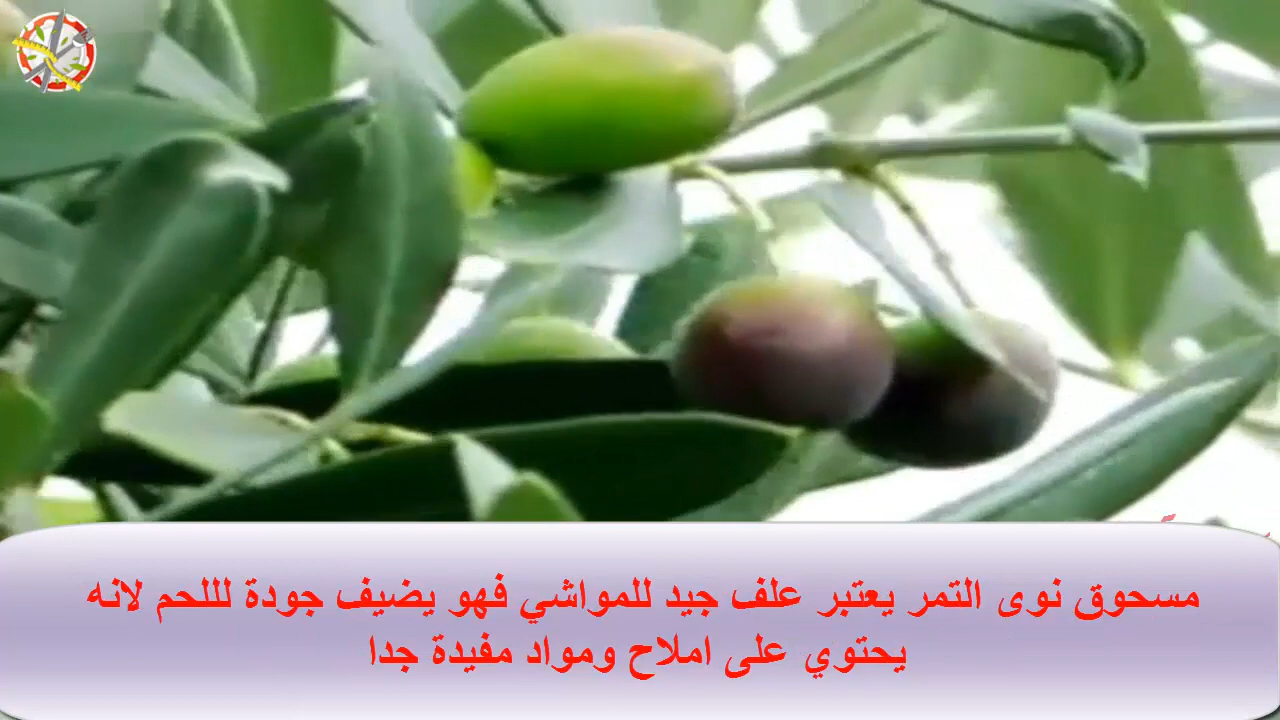 مسحوق نوى التمر يعتبر علف جيد للمواشي فهو يضيف جودة لللحم لانه
يحتوي على املاح ومواد مفيدة جدا